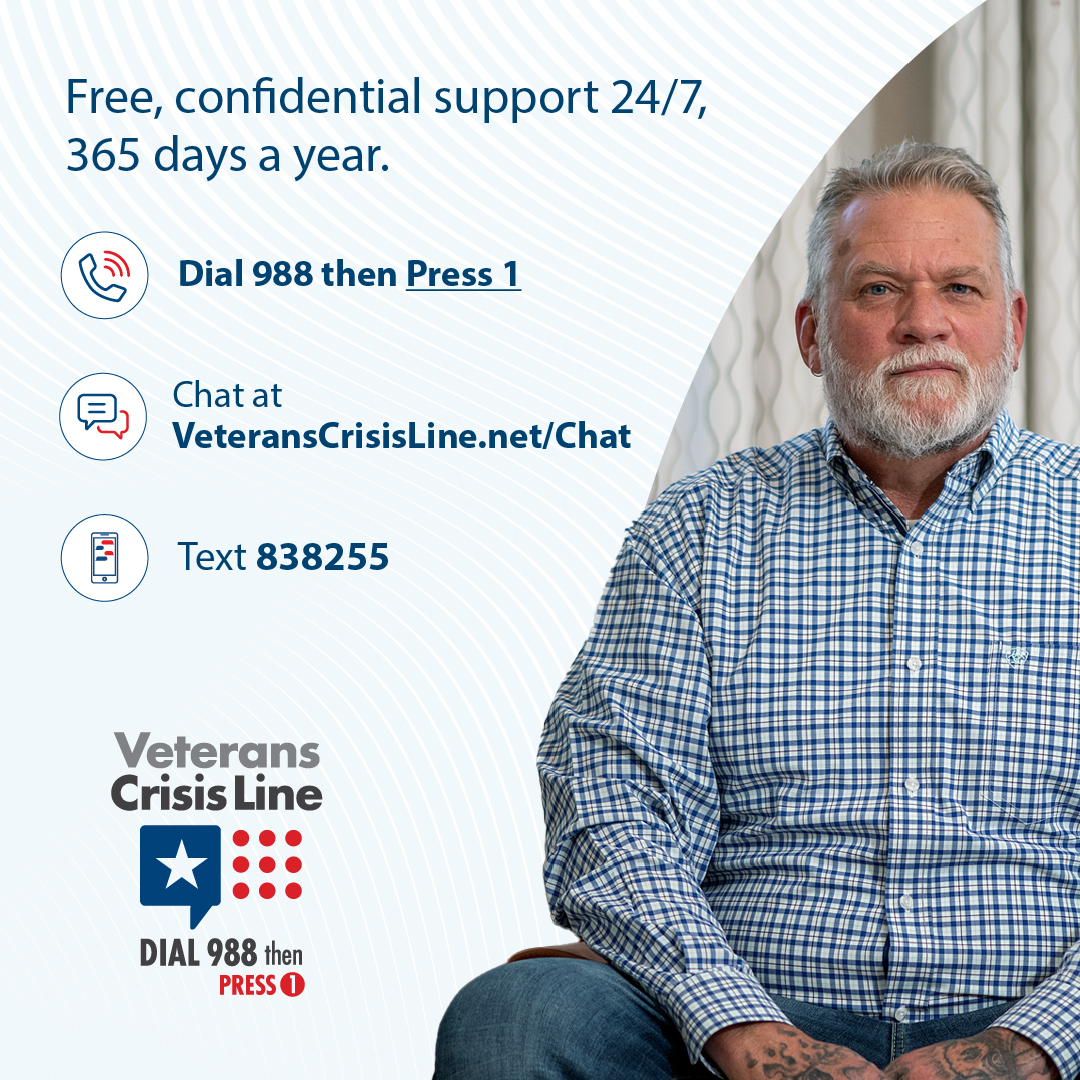 Free, confidential support 24/7,
365 days a year.
Dial 988 then Press 1
Chat at
VeteransCrisisLine.net/Chat
Text 838255
Veterans
Crisis Line
DIAL 988 then
PRESS 1